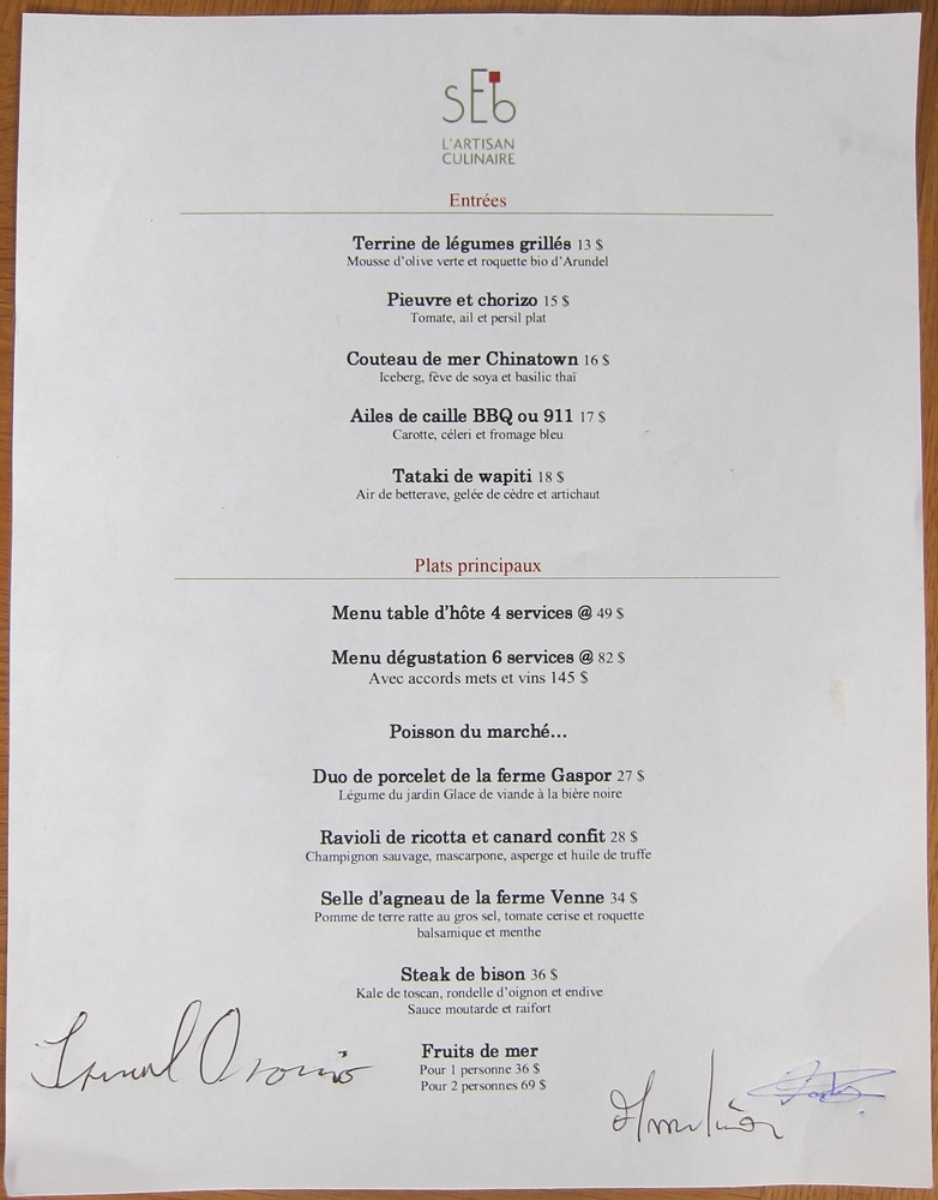 sEb
L'ARTISAN
CULINAIRE
Entrées
Terrine de légumes grillés 13 $
Mousse d'olive verte et roquette bio d'Arundel
Pieuvre et chorizo 15 $
Tomate, ail et persil plat
Couteau de mer Chinatown 16 $
Iceberg, fève de soya et basilic thaï
Ailes de caille BBQ ou 911 17 $
Carotte, céleri et fromage bleu
Tataki de wapiti 18 $
Air de betterave, gelée de cèdre et artichaut
Plats principaux
Menu table d'hôte 4 services @ 49 $
Menu dégustation 6 services @ 82 $
Avec accords mets et vins 145 $
Poisson du marché...
Duo de porcelet de la ferme Gaspor 27 $
Légume du jardin Glace de viande à la bière noire
Ravioli de ricotta et canard confit 28 $
Champignon sauvage, mascarpone, asperge et huile de truffe
Selle d'agneau de la ferme Venne 34 $
Pomme de terre ratte au gros sel, tomate cerise et roquette
balsamique et menthe
Steak de bison 36 $
Kale de toscan, rondelle d'oignon et endive
Sauce moutarde et raifort
Fruits de mer
Pour 1 personne 36 $
Pour 2 personnes 69 $